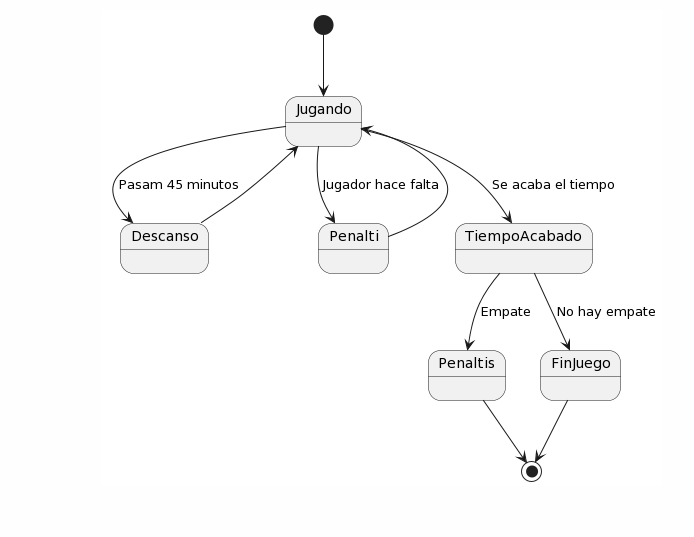 Jugando
Pasam 45 minutos
Jugador hace falta
Se acaba el tiempo
Descanso
Penalti
TiempoAcabado
Empate
No hay empate
Penaltis
FinJuego